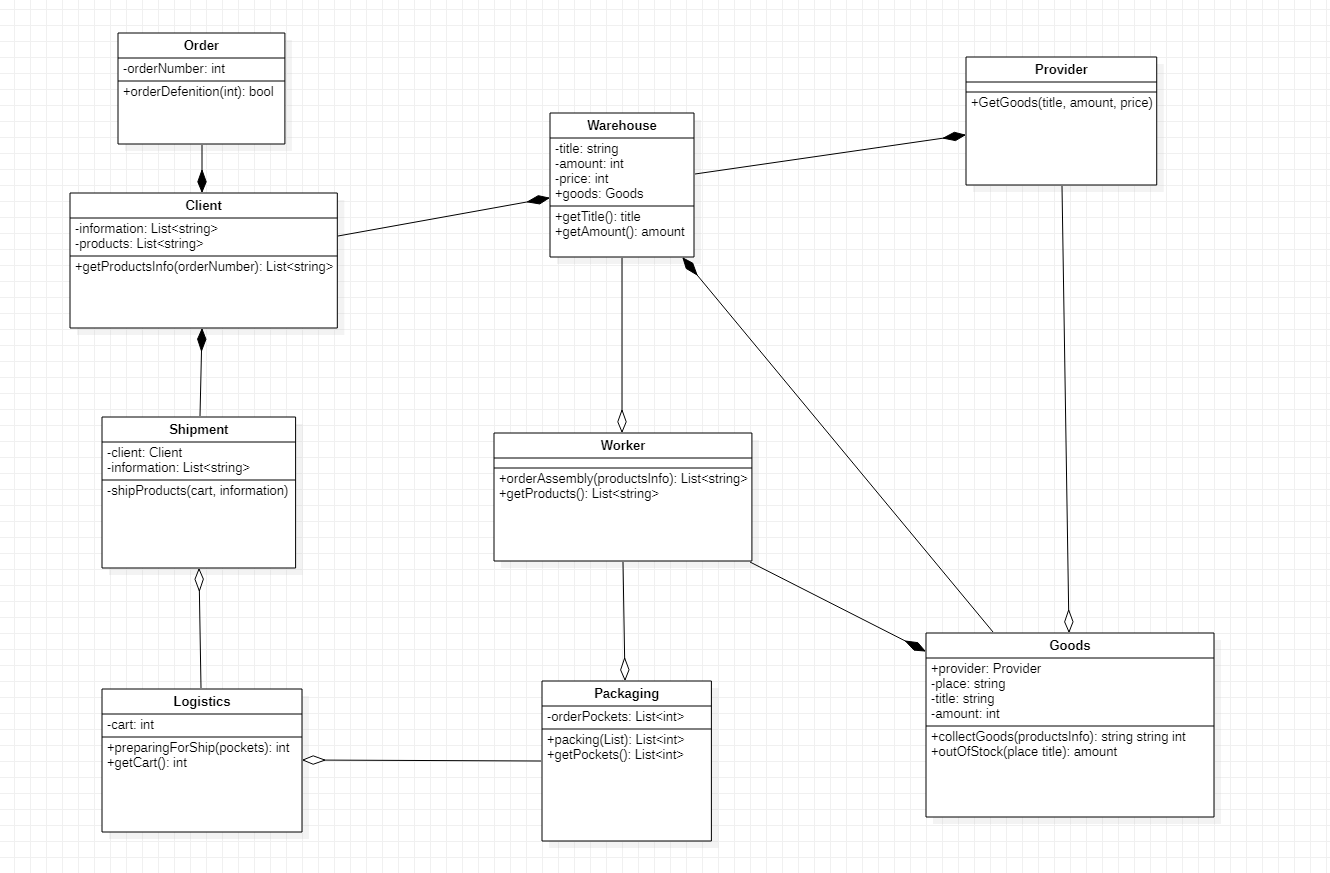 Order
-orderNumber: int
+orderDefenition(int): bool
Provider
+GetGoods(title, amount, price)
Warehouse
-title: string
-amount: int
-price: int
+goods: Goods
+getTitle(): title
+getAmount(): amount
Client
-information: List<string>
-products: List<string>
+getProductsInfo(orderNumber): List<string>
Shipment
-client: Client
-information: List<string>
-shipProducts(cart, information)
Worker
+orderAssembly(productsInfo): List<string>
+getProducts(): List<string>
Goods
+provider: Provider
-place: string
-title: string
-amount: int
+collectGoods(productsInfo): string string int
+outOfStock(place title): amount
Logistics
-cart: int
+preparingForShip(pockets): int
+getCart(): int
Packaging
-orderPockets: List<int>
+packing(List): List<int>
+getPockets(): List<int>